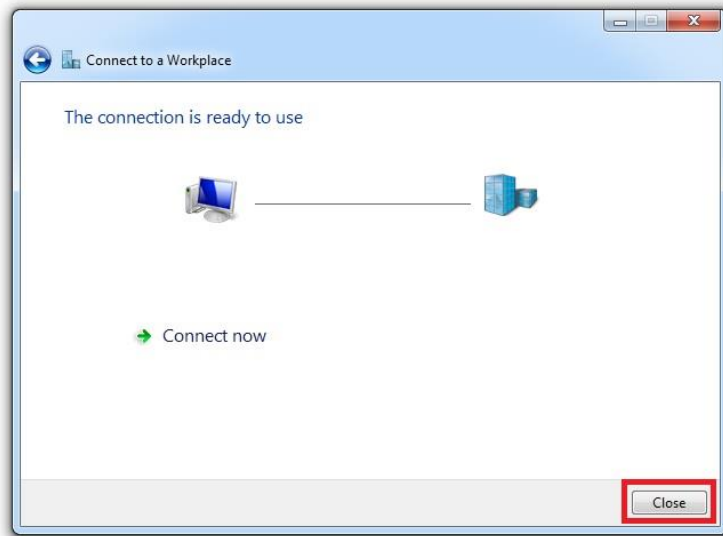 Connect to a Workplace
The connection is ready to use
Connect now
Close